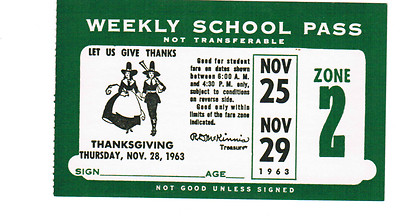 WEEKLY SCHOOL PASS
NOT TRANSFERABLE
LET US GIVE THANKS
THANKSGIVING
THURSDAY, NOV. 28, 1963
Good for student
fare on dates shown
between 6:00 A.M.
and 4:30 P.M. only,
subject to conditions
on reverse side.
Good only within
limits of the fare zone
indicated.
Treasurer
NOV
25
NOV
29
1963
ZONE
2
SIGN AGE
NOT GOOD UNLESS SIGNED